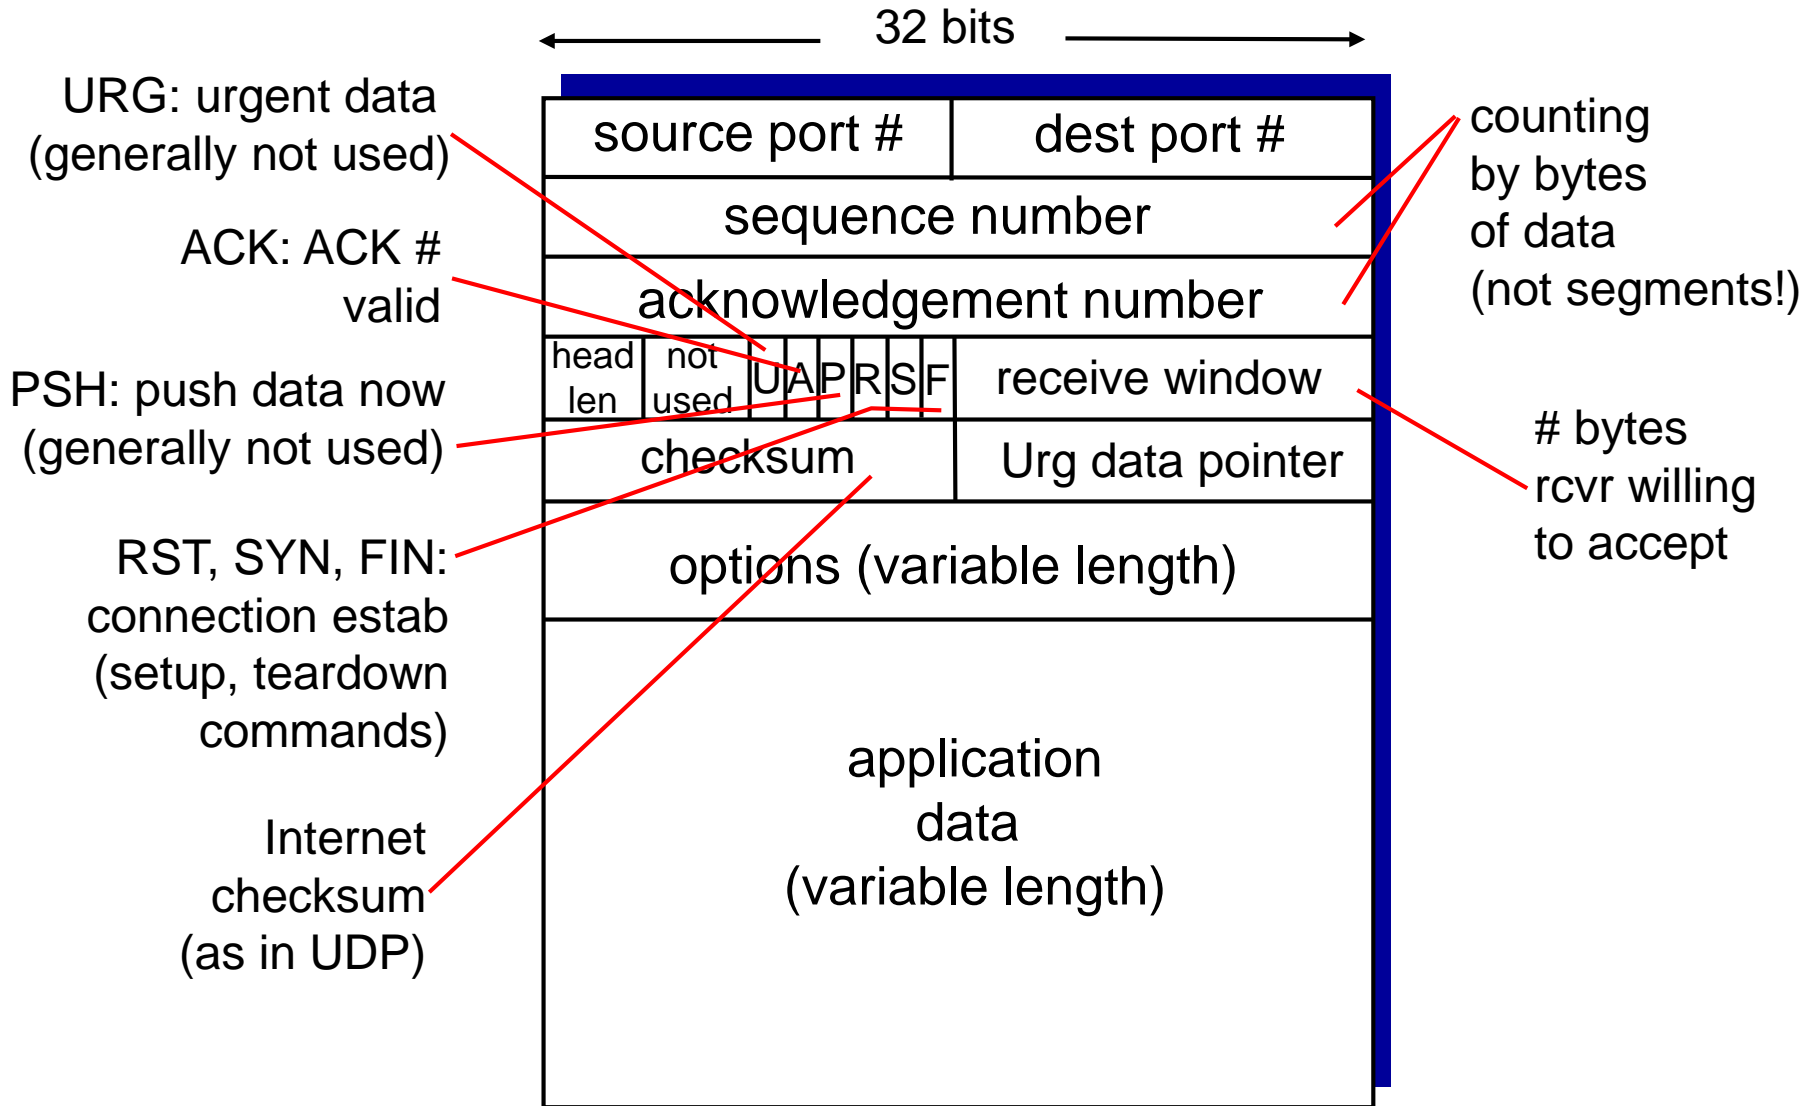 32 bits
URG: urgent data
(generally not used)
ACK: ACK #
valid
PSH: push data now
(generally not used)
RST, SYN, FIN:
connection estab
(setup, teardown
commands)
Internet
checksum
(as in UDP)
source port #
dest port #
sequence number
acknowledgement number
head
len
not
used
U
A
P
R
S
F
receive window
checksum
Urg data pointer
options (variable length)
application
data
(variable length)
counting
by bytes
of data
(not segments!)
# bytes
rcvr willing
to accept